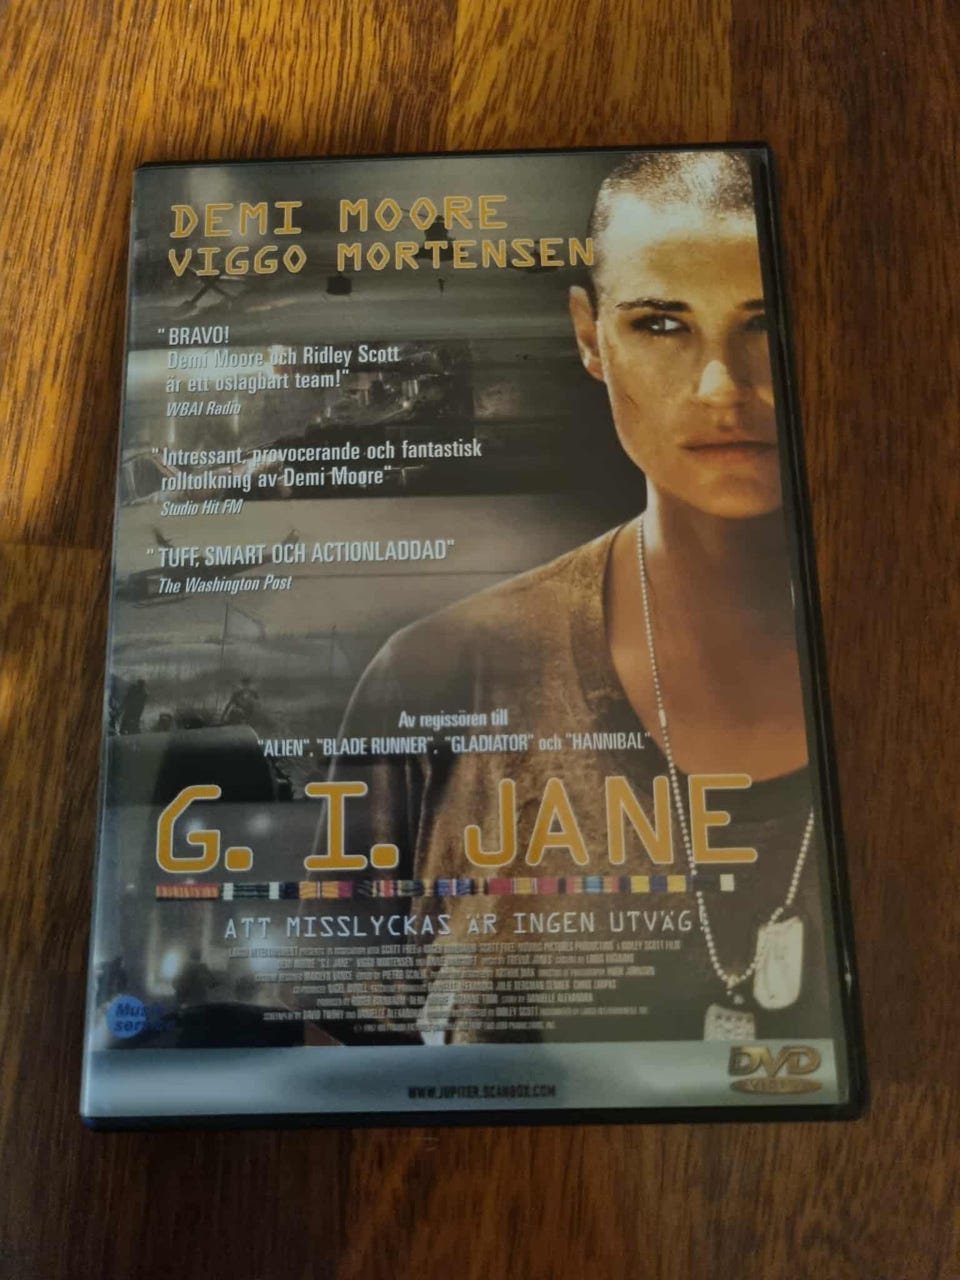 DEMI MOORE
VIGGO MORTENSEN
" BRAVO!
Demi Moore och Ridley Scott
är ett oslagbart team!"
WBAI Radio
"Intressant, provocerande och fantastisk
rolltolkning av Demi Moore"
Studio Hit FM
"TUFF, SMART OCH ACTIONLADDAD"
The Washington Post
Av regissören till
"ALIEN", "BLADE RUNNER", "GLADIATOR" och "HANNIBAL"
G. I. JANE
ATT MISSLYCKAS ÄR INGEN UTVÄG!
DVD
VIDEO
WWW.JUPITER.SCANBOX.COM